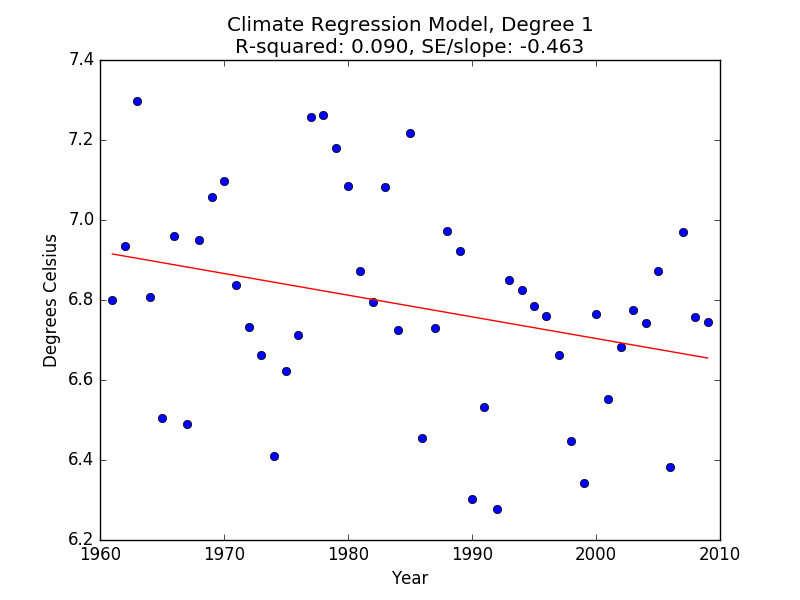 Climate Regression Model, Degree 1
R-squared: 0.090, SE/slope: -0.463
7.4
7.2
7.0
6.8
6.6
6.4
6.2
Degrees Celsius
1960 1970 1980 1990 2000 2010
Year